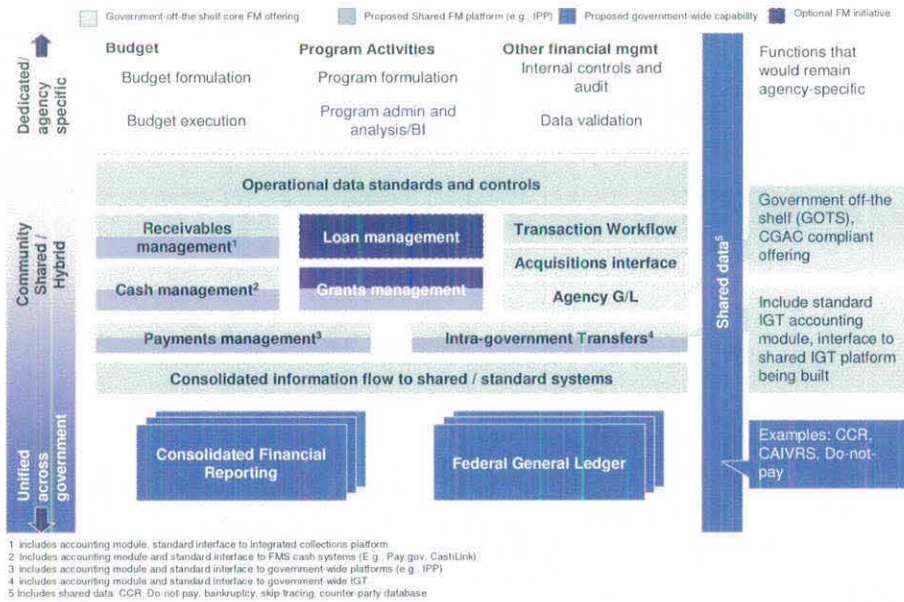 Government-off-the shelf core FM offering
Proposed Shared FM platform (e.g., IPP)
Proposed government-wide capability
Optional FM initiative
Dedicated/
agency
specific
Community
Shared /
Hybrid
Unified
across
government
Budget
Budget formulation
Budget execution
Program Activities
Program formulation
Program admin and
analysis/BI
Other financial mgmt
Internal controls and
audit
Data validation
Functions that
would remain
agency-specific
Operational data standards and controls
Receivables
management1
Loan management
Transaction Workflow
Acquisitions interface
Cash management2
Grants management
Agency G/L
Payments management3
Intra-government Transfers4
Consolidated information flow to shared / standard systems
Consolidated Financial
Reporting
Federal General Ledger
Shared data5
Government off-the
shelf (GOTS),
CGAC compliant
offering
Include standard
IGT accounting
module, interface to
shared IGT platform
being built
Examples: CCR,
CAIVRS, Do-not-
pay
1 includes accounting module, standard interface to integrated collections platform
2 Includes accounting module and standard interface to FMS cash systems (E.g., Pay.gov, CashLink)
3 includes accounting module and standard interface to government-wide platforms (e.g., IPP)
4 includes accounting module and standard interface to government-wide IGT
5 Includes shared data: CCR, Do-not-pay, bankruptcy, skip-tracing, counter-party database